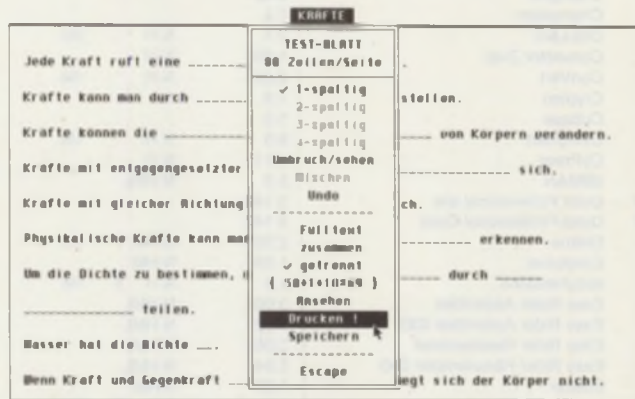 KRÄFTE
Jede Kraft ruft eine
Kräfte kann man durch stellen.
Kräfte können die von Körpern verändern.
Kräfte mit entgegengesetzter sich.
Kräfte mit gleicher Richtung ch.
Physikalische Kräfte kann man erkennen.
Um die Dichte zu bestimmen, durch
teilen.
Wasser hat die Dichte
Wenn Kraft und Gegenkraft egt sich der Körper nicht.
TEST-BLATT
Zeilen/Seite
✓ 1-spaltig
2-spaltig
3-spaltig
4-spaltig
Umbruch/sehen
Mischen
Undo
Fulltext
zusammen
✓ getrennt
Ansehen
Drucken !
Speichern
Escape